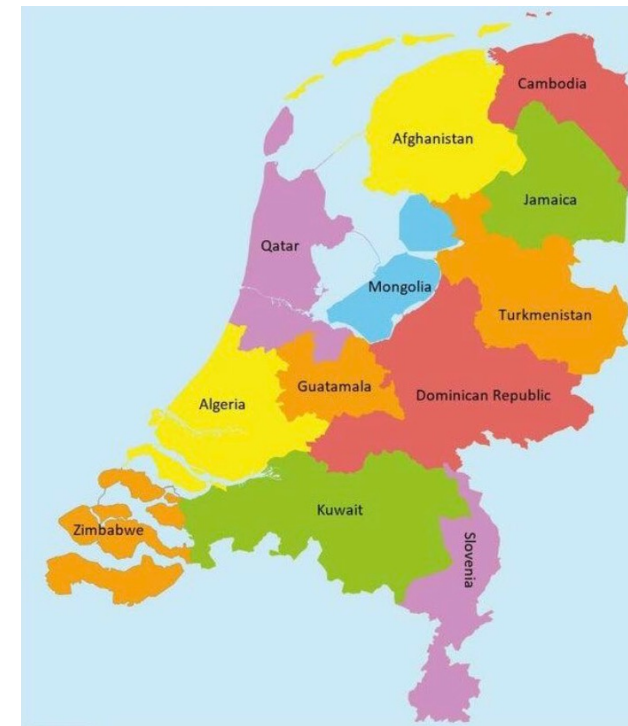 Cambodia
Afghanistan
Jamaica
Qatar
Mongolia
Turkmenistan
Guatamala
Dominican Republic
Algeria
Kuwait
Zimbabwe
Slovenia